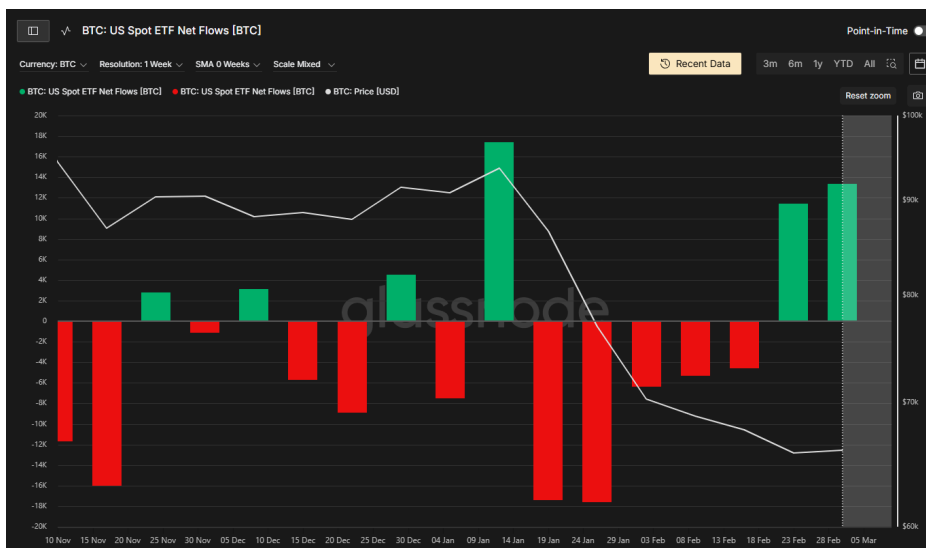 BTC: US Spot ETF Net Flows [BTC]
Point-in-Time
Currency: BTC Resolution: 1 Week SMA 0 Weeks Scale Mixed
Recent Data
3m 6m 1y YTD All
BTC: US Spot ETF Net Flows [BTC] BTC: US Spot ETF Net Flows [BTC] BTC: Price [USD]
Reset zoom
20K
18K
16K
14K
12K
10K
8K
6K
4K
2K
0
-2K
-4K
-6K
-8K
-10K
-12K
-14K
-16K
-18K
-20K
$100k
$90k
$80k
$70k
$60k
glassnode
10 Nov 15 Nov 20 Nov 25 Nov 30 Nov 05 Dec 10 Dec 15 Dec 20 Dec 25 Dec 30 Dec 04 Jan 09 Jan 14 Jan 19 Jan 24 Jan 29 Jan 03 Feb 08 Feb 13 Feb 18 Feb 23 Feb 28 Feb 05 Mar